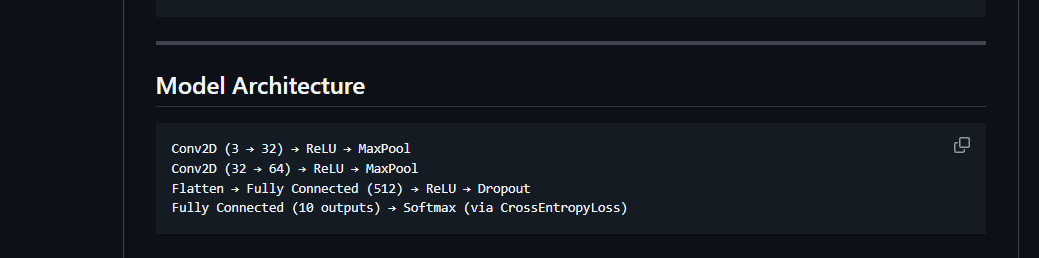 Model Architecture
Conv2D (3 → 32) → ReLU → MaxPool
Conv2D (32 → 64) → ReLU → MaxPool
Flatten → Fully Connected (512) → ReLU → Dropout
Fully Connected (10 outputs) → Softmax (via CrossEntropyLoss)